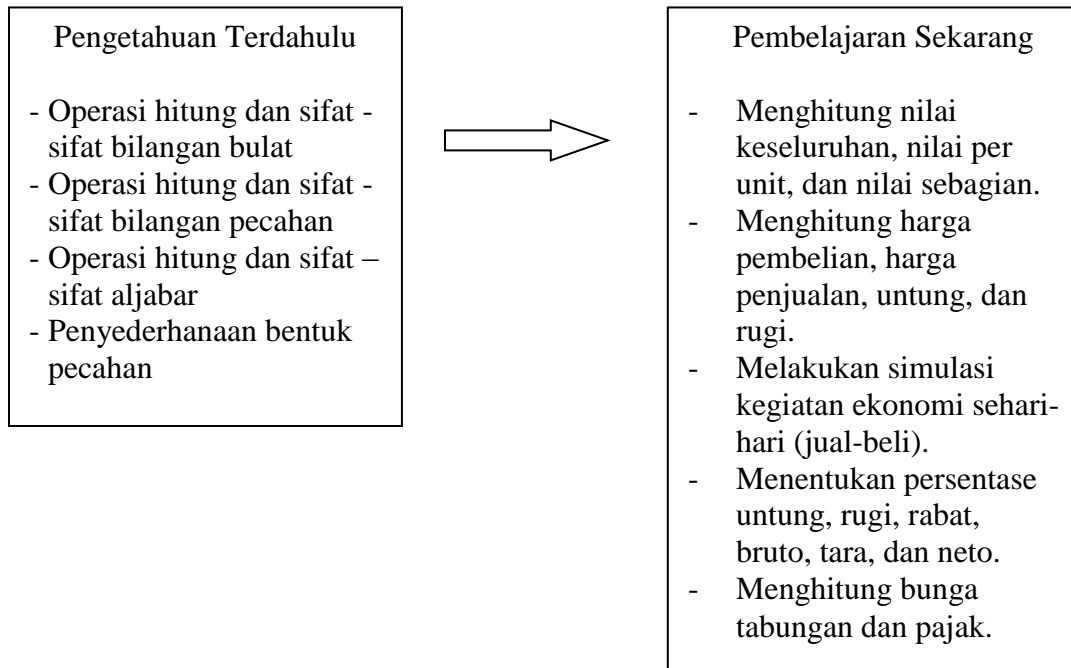 Pengetahuan Terdahulu
- Operasi hitung dan sifat -
sifat bilangan bulat
- Operasi hitung dan sifat -
sifat bilangan pecahan
- Operasi hitung dan sifat –
sifat aljabar
- Penyederhanaan bentuk
pecahan
Pembelajaran Sekarang
- Menghitung nilai
keseluruhan, nilai per
unit, dan nilai sebagian.
- Menghitung harga
pembelian, harga
penjualan, untung, dan
rugi.
- Melakukan simulasi
kegiatan ekonomi sehari-
hari (jual-beli).
- Menentukan persentase
untung, rugi, rabat,
bruto, tara, dan neto.
- Menghitung bunga
tabungan dan pajak.